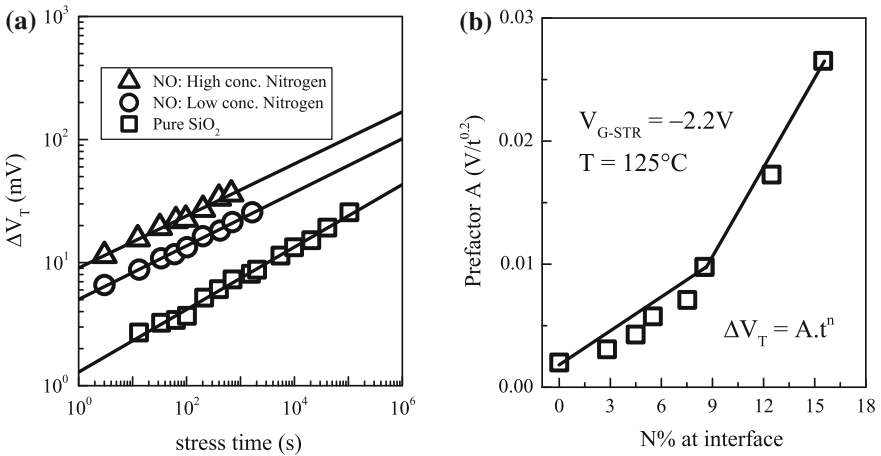 (a)
10³
10²
10¹
10⁰
ΔV_T (mV)
NO: High conc. Nitrogen
NO: Low conc. Nitrogen
Pure SiO₂
10⁰ 10² 10⁴ 10⁶
stress time (s)
(b)
0.03
0.02
0.01
0.00
Prefactor A (V/t^0.2)
V_G-STR = −2.2V
T = 125°C
ΔV_T = A.tⁿ
0 3 6 9 12 15 18
N% at interface